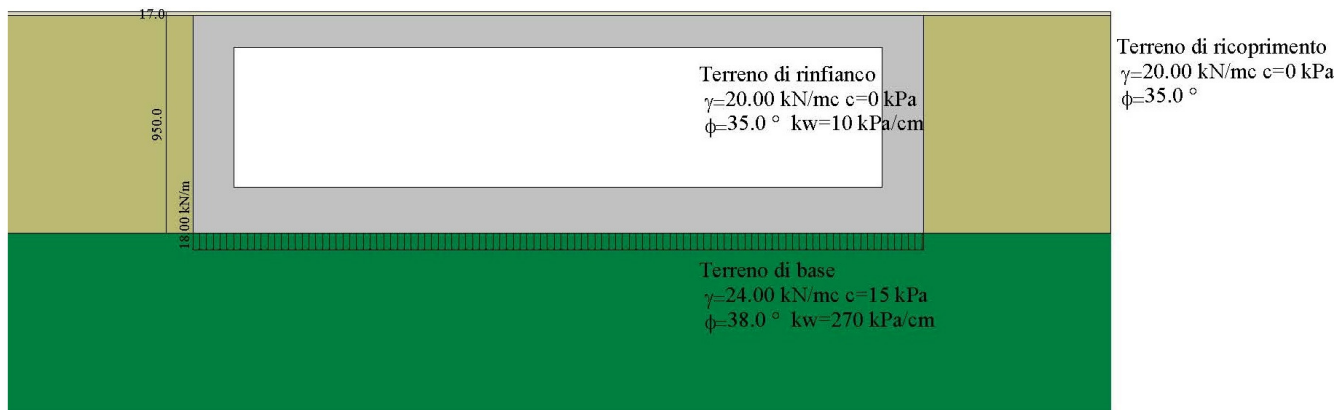 17.0
Terreno di ricoprimento
γ=20.00 kN/mc c=0 kPa
ϕ=35.0 °
Terreno di rinfianco
γ=20.00 kN/mc c=0 kPa
ϕ=35.0 ° kw=10 kPa/cm
950.0
18.00 kN/m
Terreno di base
γ=24.00 kN/mc c=15 kPa
ϕ=38.0 ° kw=270 kPa/cm